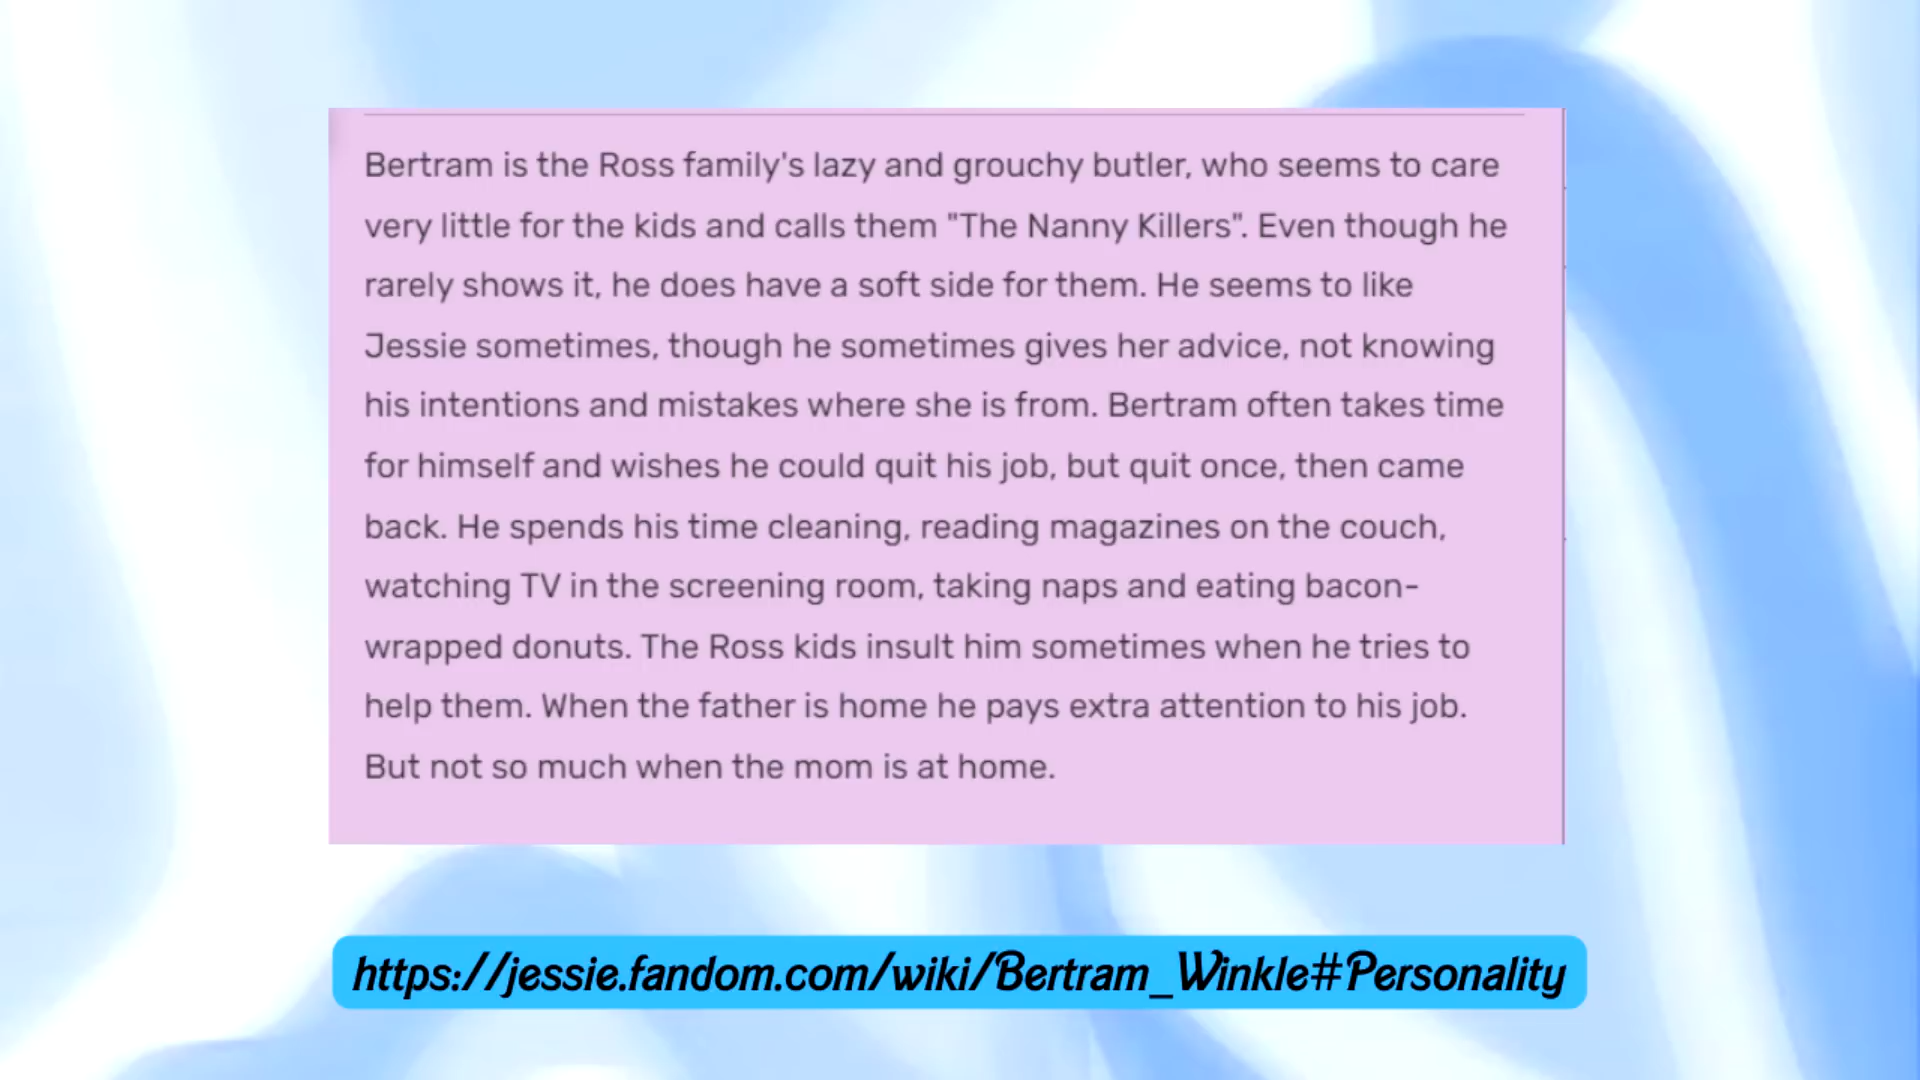 Bertram is the Ross family's lazy and grouchy butler, who seems to care
very little for the kids and calls them "The Nanny Killers". Even though he
rarely shows it, he does have a soft side for them. He seems to like
Jessie sometimes, though he sometimes gives her advice, not knowing
his intentions and mistakes where she is from. Bertram often takes time
for himself and wishes he could quit his job, but quit once, then came
back. He spends his time cleaning, reading magazines on the couch,
watching TV in the screening room, taking naps and eating bacon-
wrapped donuts. The Ross kids insult him sometimes when he tries to
help them. When the father is home he pays extra attention to his job.
But not so much when the mom is at home.
https://jessie.fandom.com/wiki/Bertram_Winkle#Personality